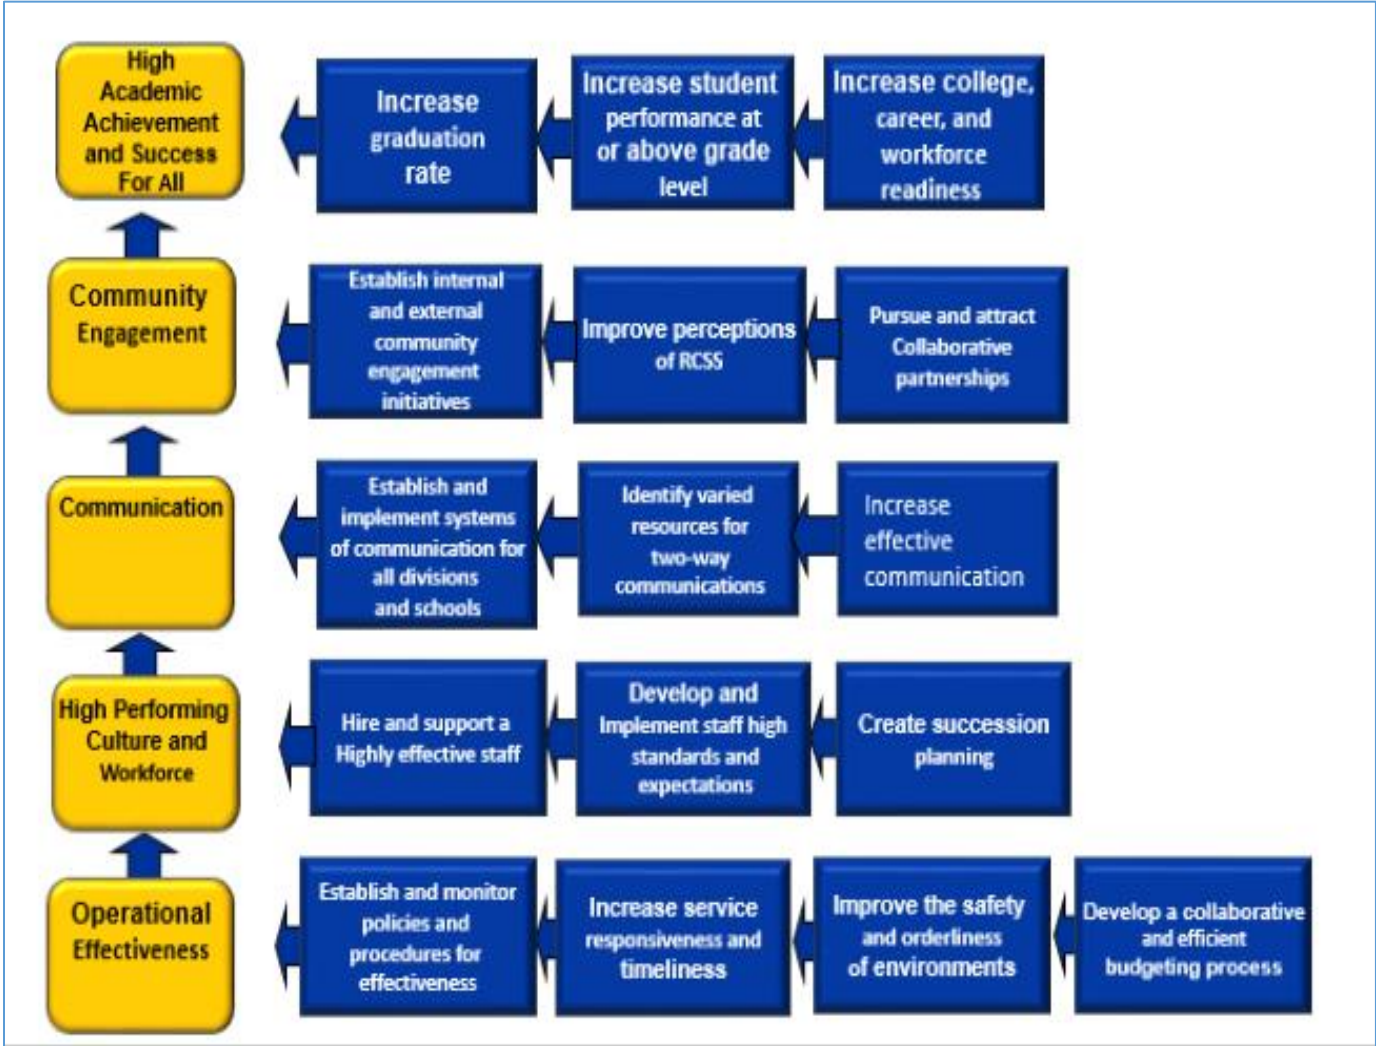 High
Academic
Achievement
and Success
For All
Increase
graduation
rate
Increase student
performance at
or above grade
level
Increase college,
career, and
workforce
readiness
Community
Engagement
Establish internal
and external
community
engagement
initiatives
Improve perceptions
of RCSS
Pursue and attract
Collaborative
partnerships
Communication
Establish and
implement systems
of communication for
all divisions
and schools
Identify varied
resources for
two-way
communications
Increase
effective
communication
High Performing
Culture and
Workforce
Hire and support a
Highly effective staff
Develop and
Implement staff high
standards and
expectations
Create succession
planning
Operational
Effectiveness
Establish and monitor
policies and
procedures for
effectiveness
Increase service
responsiveness and
timeliness
Improve the safety
and orderliness
of environments
Develop a collaborative
and efficient
budgeting process